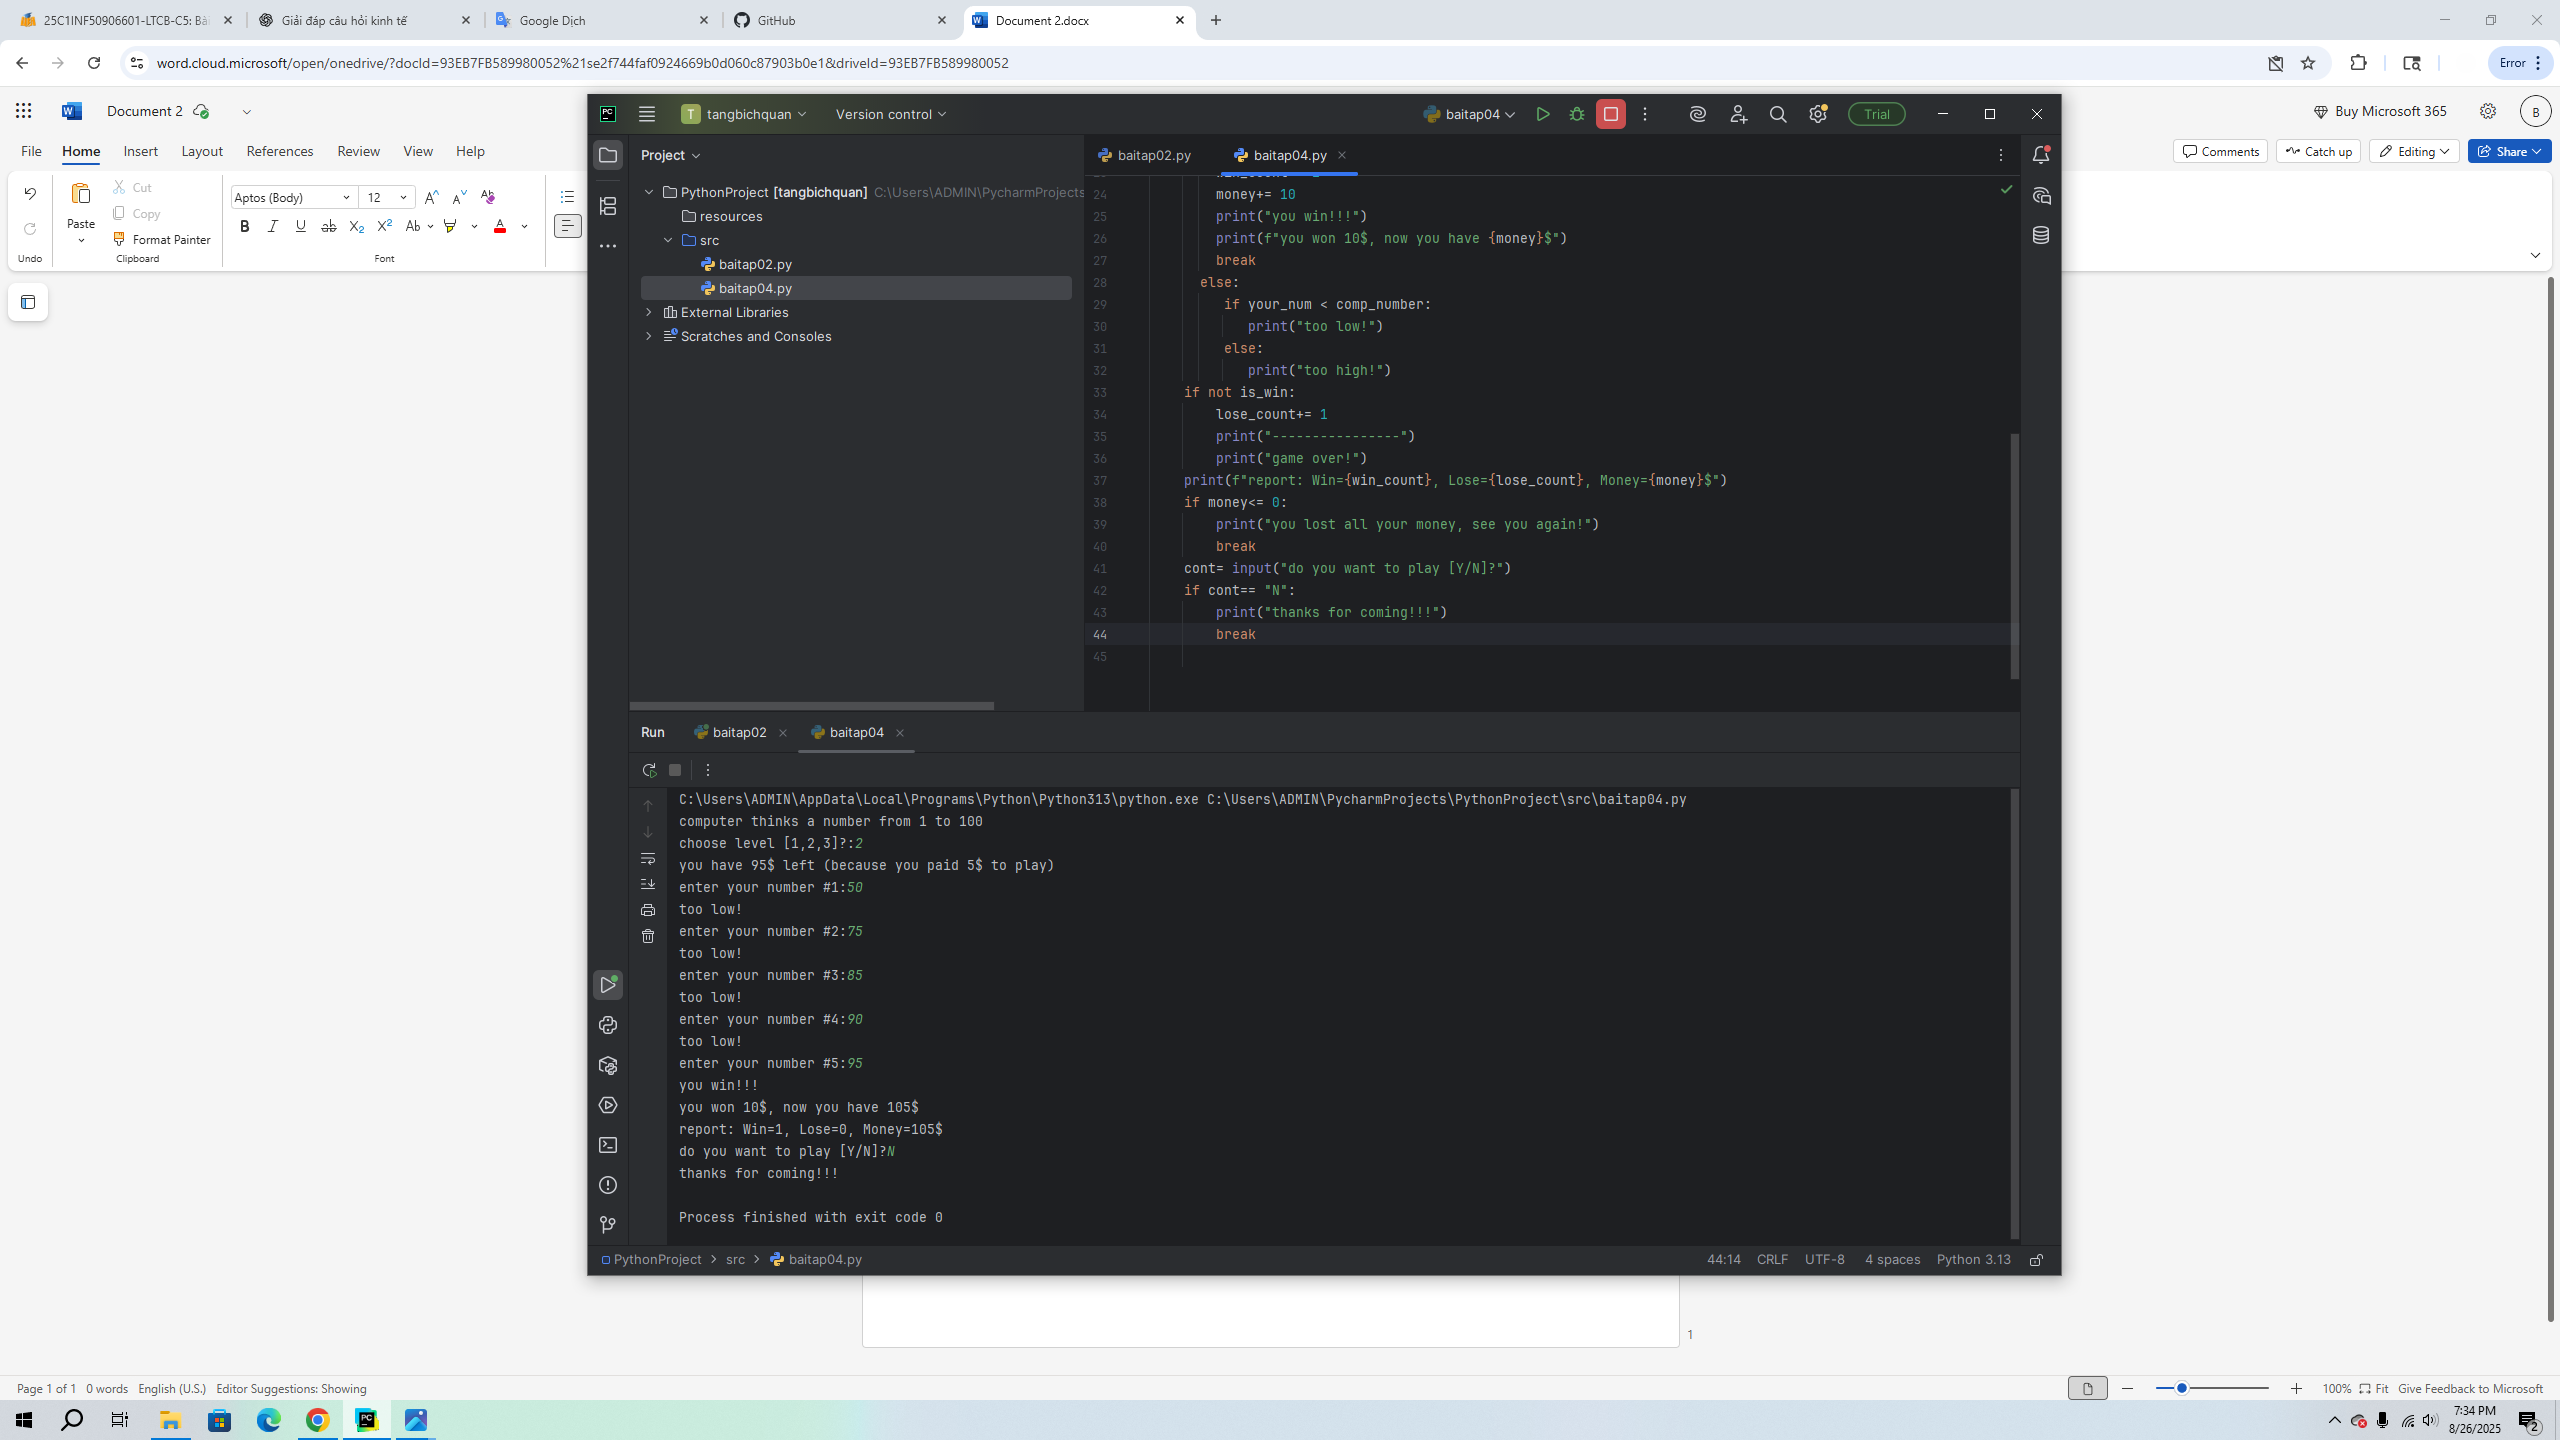 25C1INF50906601-LTCB-C5: Bài
Giải đáp câu hỏi kinh tế
Google Dịch
GitHub
Document 2.docx
word.cloud.microsoft/open/onedrive/?docId=93EB7FB589980052%21se2f744faf0924669b0d060c87903b0e1&driveId=93EB7FB589980052
Error
Document 2
Buy Microsoft 365
B
File Home Insert Layout References Review View Help
Comments Catch up Editing Share
Undo
Paste
Cut
Copy
Format Painter
Clipboard
Aptos (Body) 12
Font
PC T tangbichquan Version control baitap04 Trial
Project
PythonProject [tangbichquan] C:\Users\ADMIN\PycharmProjects
resources
src
baitap02.py
baitap04.py
External Libraries
Scratches and Consoles
baitap02.py baitap04.py
24 money+= 10
25 print("you win!!!")
26 print(f"you won 10$, now you have {money}$")
27 break
28 else:
29 if your_num < comp_number:
30 print("too low!")
31 else:
32 print("too high!")
33 if not is_win:
34 lose_count+= 1
35 print("----------------")
36 print("game over!")
37 print(f"report: Win={win_count}, Lose={lose_count}, Money={money}$")
38 if money<= 0:
39 print("you lost all your money, see you again!")
40 break
41 cont= input("do you want to play [Y/N]?")
42 if cont== "N":
43 print("thanks for coming!!!")
44 break
45
Run baitap02 baitap04
C:\Users\ADMIN\AppData\Local\Programs\Python\Python313\python.exe C:\Users\ADMIN\PycharmProjects\PythonProject\src\baitap04.py
computer thinks a number from 1 to 100
choose level [1,2,3]?:2
you have 95$ left (because you paid 5$ to play)
enter your number #1:50
too low!
enter your number #2:75
too low!
enter your number #3:85
too low!
enter your number #4:90
too low!
enter your number #5:95
you win!!!
you won 10$, now you have 105$
report: Win=1, Lose=0, Money=105$
do you want to play [Y/N]?N
thanks for coming!!!
Process finished with exit code 0
PythonProject > src > baitap04.py 44:14 CRLF UTF-8 4 spaces Python 3.13
1
Page 1 of 1 0 words English (U.S.) Editor Suggestions: Showing
100% Fit Give Feedback to Microsoft
7:34 PM
8/26/2025
2